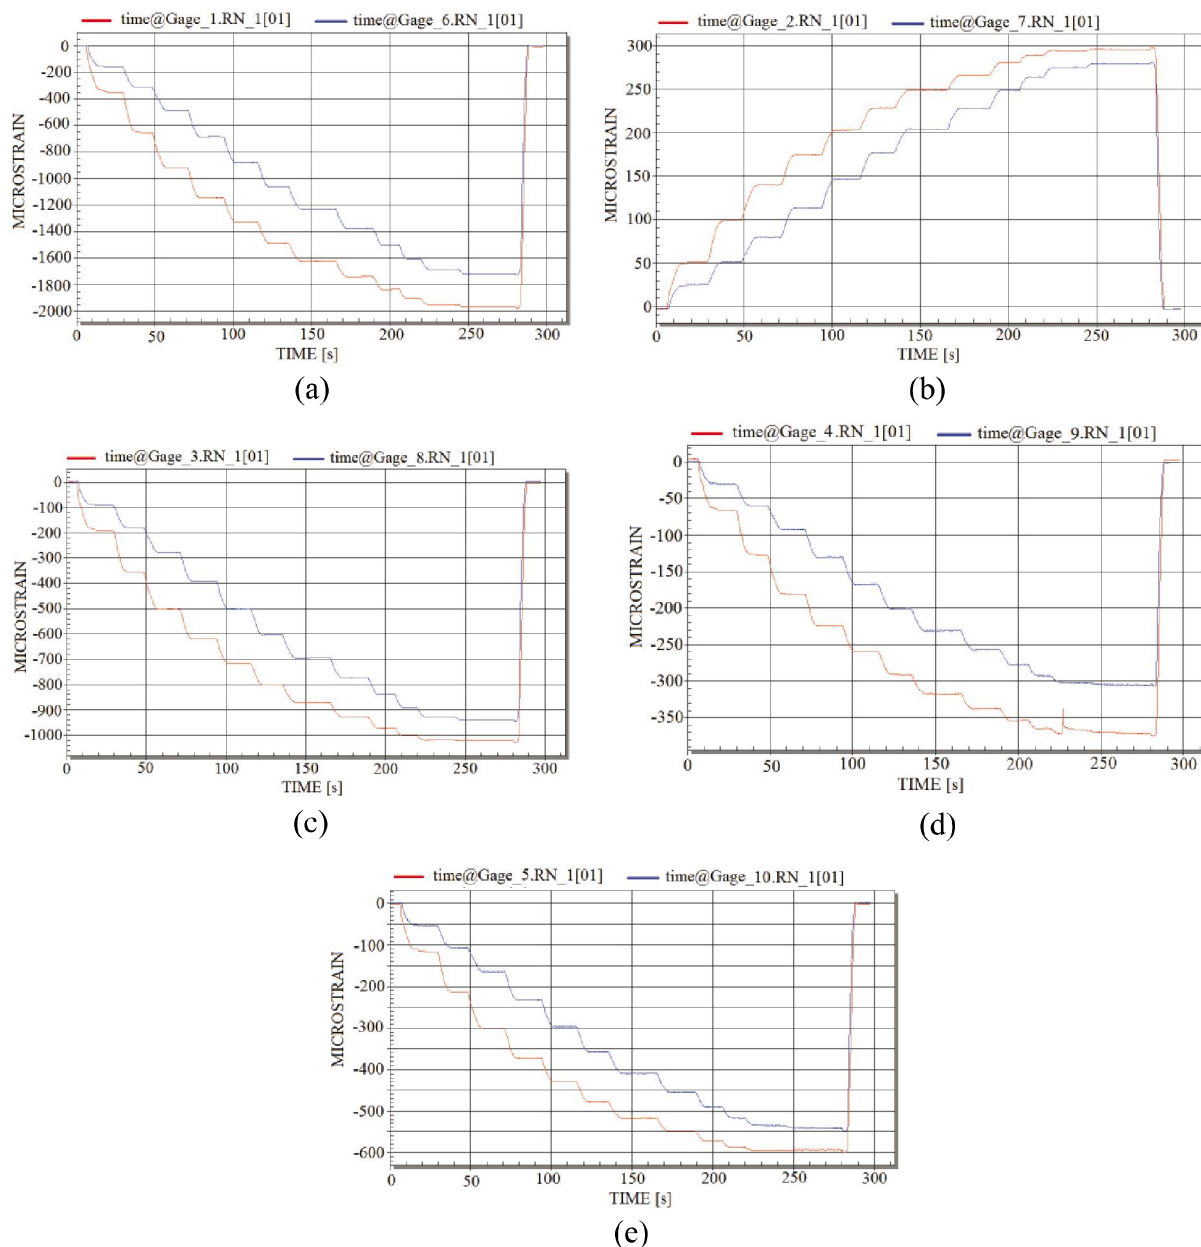 time@Gage_1.RN_1[01] time@Gage_6.RN_1[01]
MICROSTRAIN
0
-200
-400
-600
-800
-1000
-1200
-1400
-1600
-1800
-2000
0 50 100 150 200 250 300
TIME [s]
(a)
time@Gage_2.RN_1[01] time@Gage_7.RN_1[01]
MICROSTRAIN
300
250
200
150
100
50
0
0 50 100 150 200 250 300
TIME [s]
(b)
time@Gage_3.RN_1[01] time@Gage_8.RN_1[01]
MICROSTRAIN
0
-100
-200
-300
-400
-500
-600
-700
-800
-900
-1000
0 50 100 150 200 250 300
TIME [s]
(c)
time@Gage_4.RN_1[01] time@Gage_9.RN_1[01]
MICROSTRAIN
0
-50
-100
-150
-200
-250
-300
-350
0 50 100 150 200 250 300
TIME [s]
(d)
time@Gage_5.RN_1[01] time@Gage_10.RN_1[01]
MICROSTRAIN
0
-100
-200
-300
-400
-500
-600
0 50 100 150 200 250 300
TIME [s]
(e)